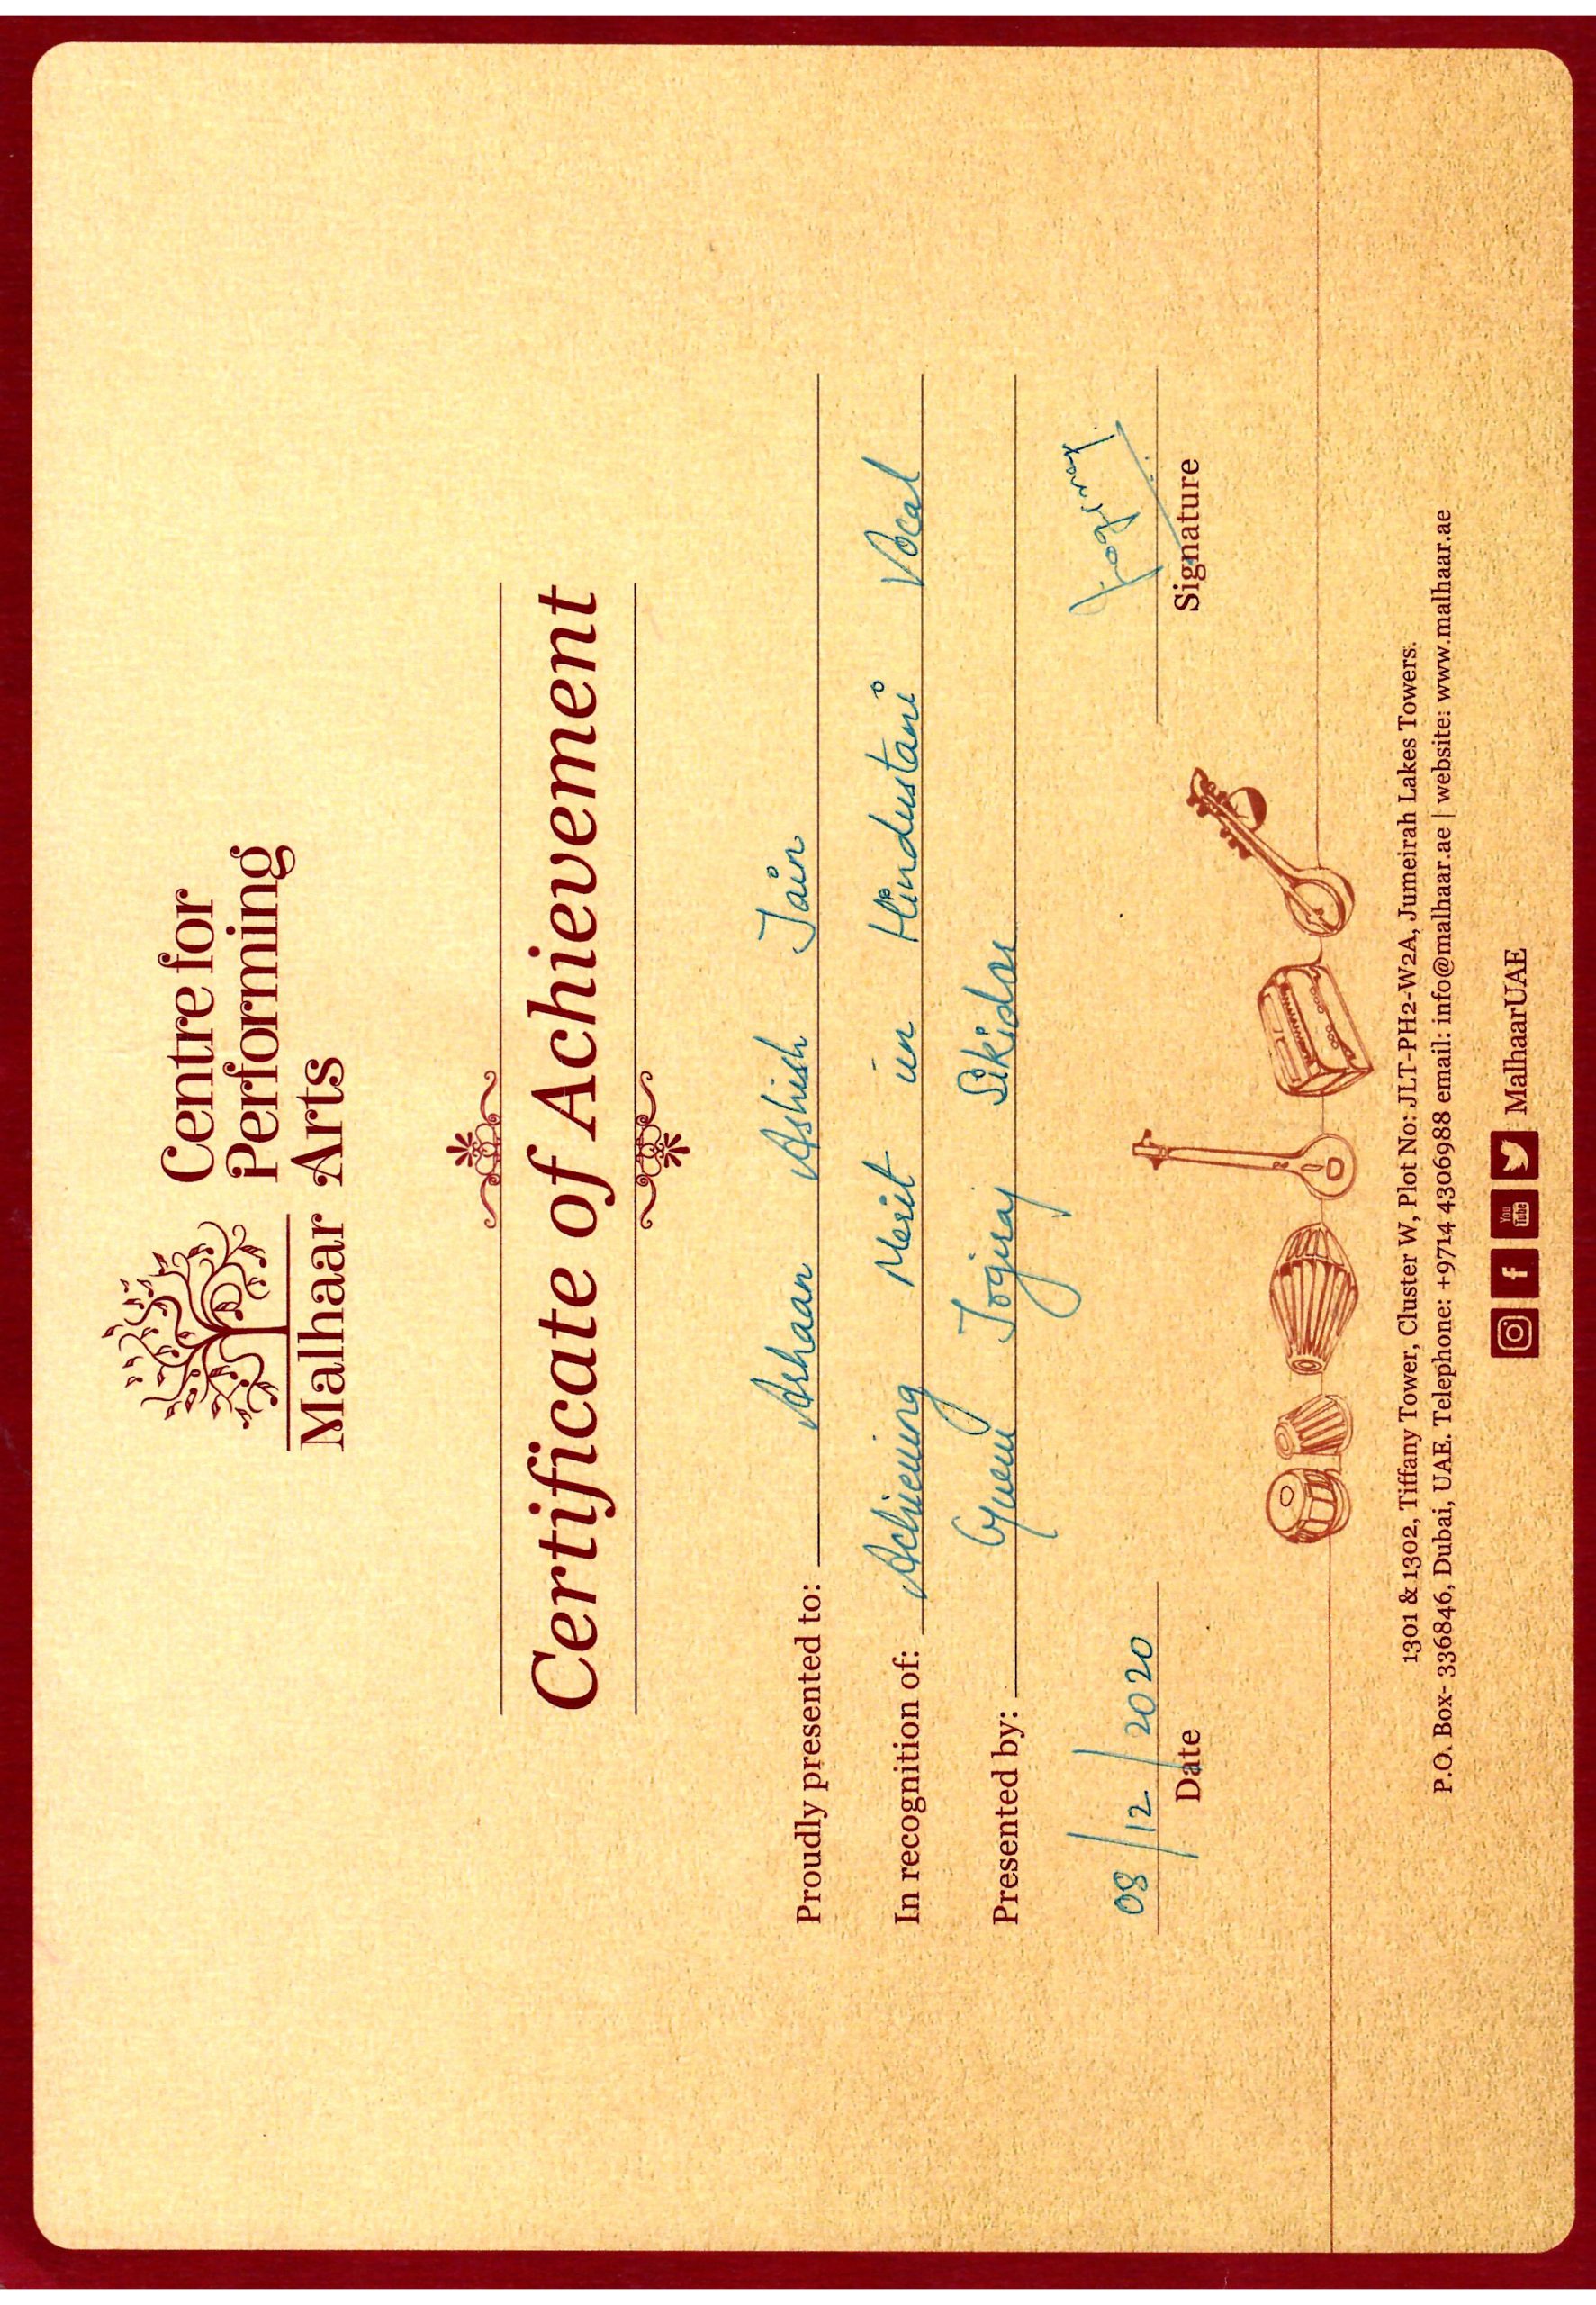 Centre for
Performing
Malhaar Arts
Certificate of Achievement
Proudly presented to: Arhaan Ashish Jain
In recognition of: Achieving Merit in Hindustani Vocal
Presented by: Guru Jogiraj Sikidar
08/12/2020
Date
Jogiraj
Signature
1301 & 1302, Tiffany Tower, Cluster W, Plot No: JLT-PH2-W2A, Jumeirah Lakes Towers.
P.O. Box- 336846, Dubai, UAE. Telephone: +9714 4306988 email: info@malhaar.ae | website: www.malhaar.ae
You Tube MalhaarUAE